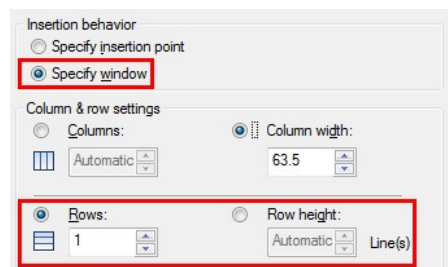 Insertion behavior
Specify insertion point
Specify window
Column & row settings
Columns: Column width:
Automatic 63.5
Rows: Row height:
1 Automatic Line(s)